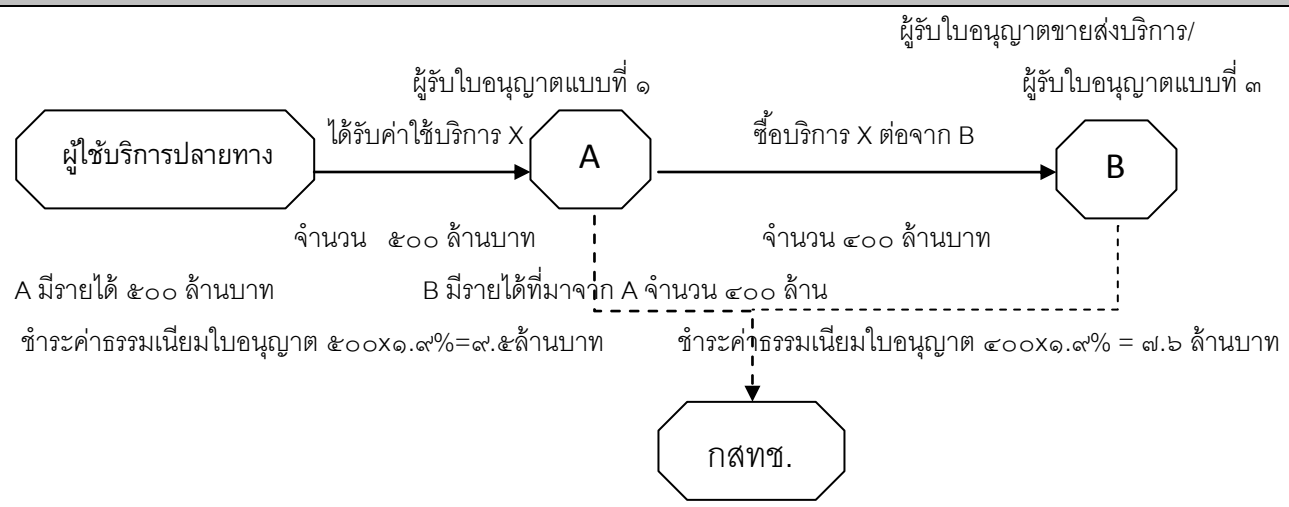 ผู้รับใบอนุญาตขายส่งบริการ/
ผู้รับใบอนุญาตแบบที่ ๑
ผู้รับใบอนุญาตแบบที่ ๓
ผู้ใช้บริการปลายทาง
ได้รับค่าใช้บริการ X
A
ซื้อบริการ X ต่อจาก B
B
จำนวน ๕๐๐ ล้านบาท
จำนวน ๔๐๐ ล้านบาท
A มีรายได้ ๕๐๐ ล้านบาท
B มีรายได้ที่มาจาก A จำนวน ๔๐๐ ล้าน
ชำระค่าธรรมเนียมใบอนุญาต ๕๐๐x๑.๙%=๙.๕ล้านบาท
ชำระค่าธรรมเนียมใบอนุญาต ๔๐๐x๑.๙% = ๗.๖ ล้านบาท
กสทช.